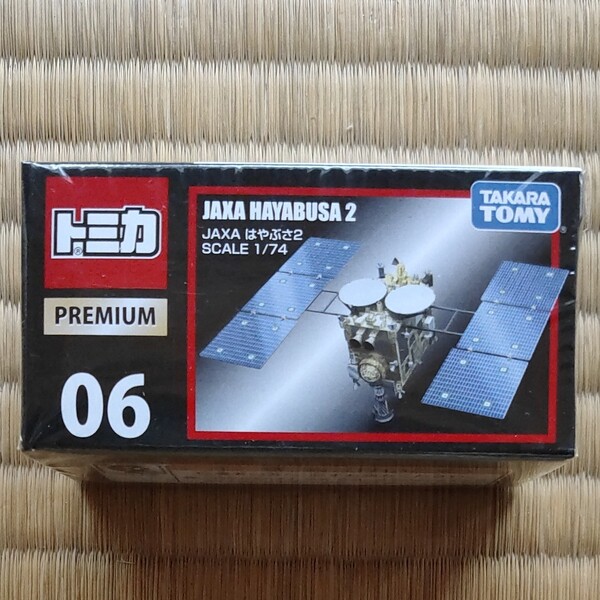 トミカ
®
PREMIUM
06
JAXA HAYABUSA 2
JAXA はやぶさ2
SCALE 1/74
TAKARA
TOMY